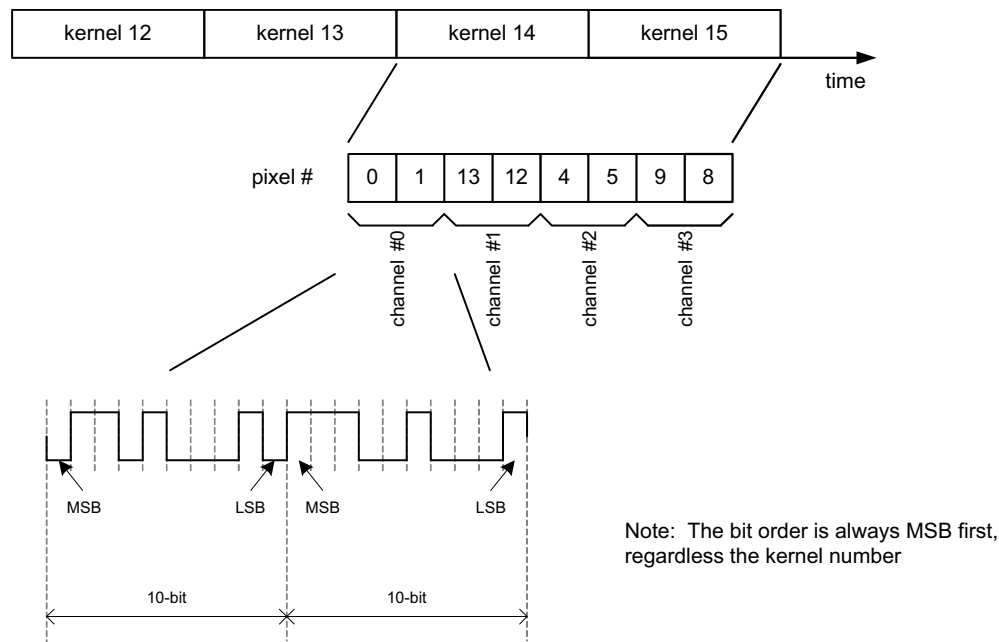 kernel 12 kernel 13 kernel 14 kernel 15
time
pixel # 0 1 13 12 4 5 9 8
channel #0 channel #1 channel #2 channel #3
MSB LSB MSB LSB
Note: The bit order is always MSB first,
regardless the kernel number
10-bit 10-bit